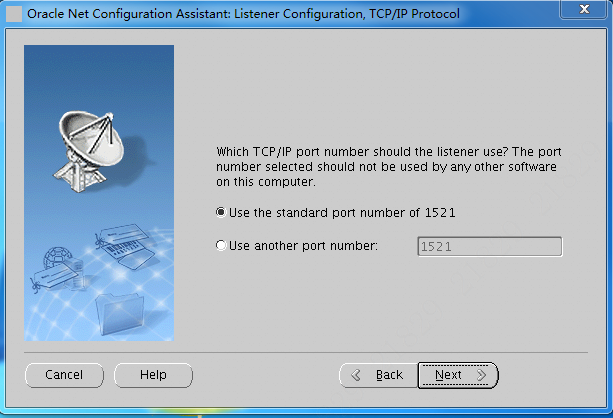 Oracle Net Configuration Assistant: Listener Configuration, TCP/IP Protocol
Which TCP/IP port number should the listener use? The port
number selected should not be used by any other software
on this computer.
Use the standard port number of 1521
Use another port number: 1521
Cancel Help Back Next